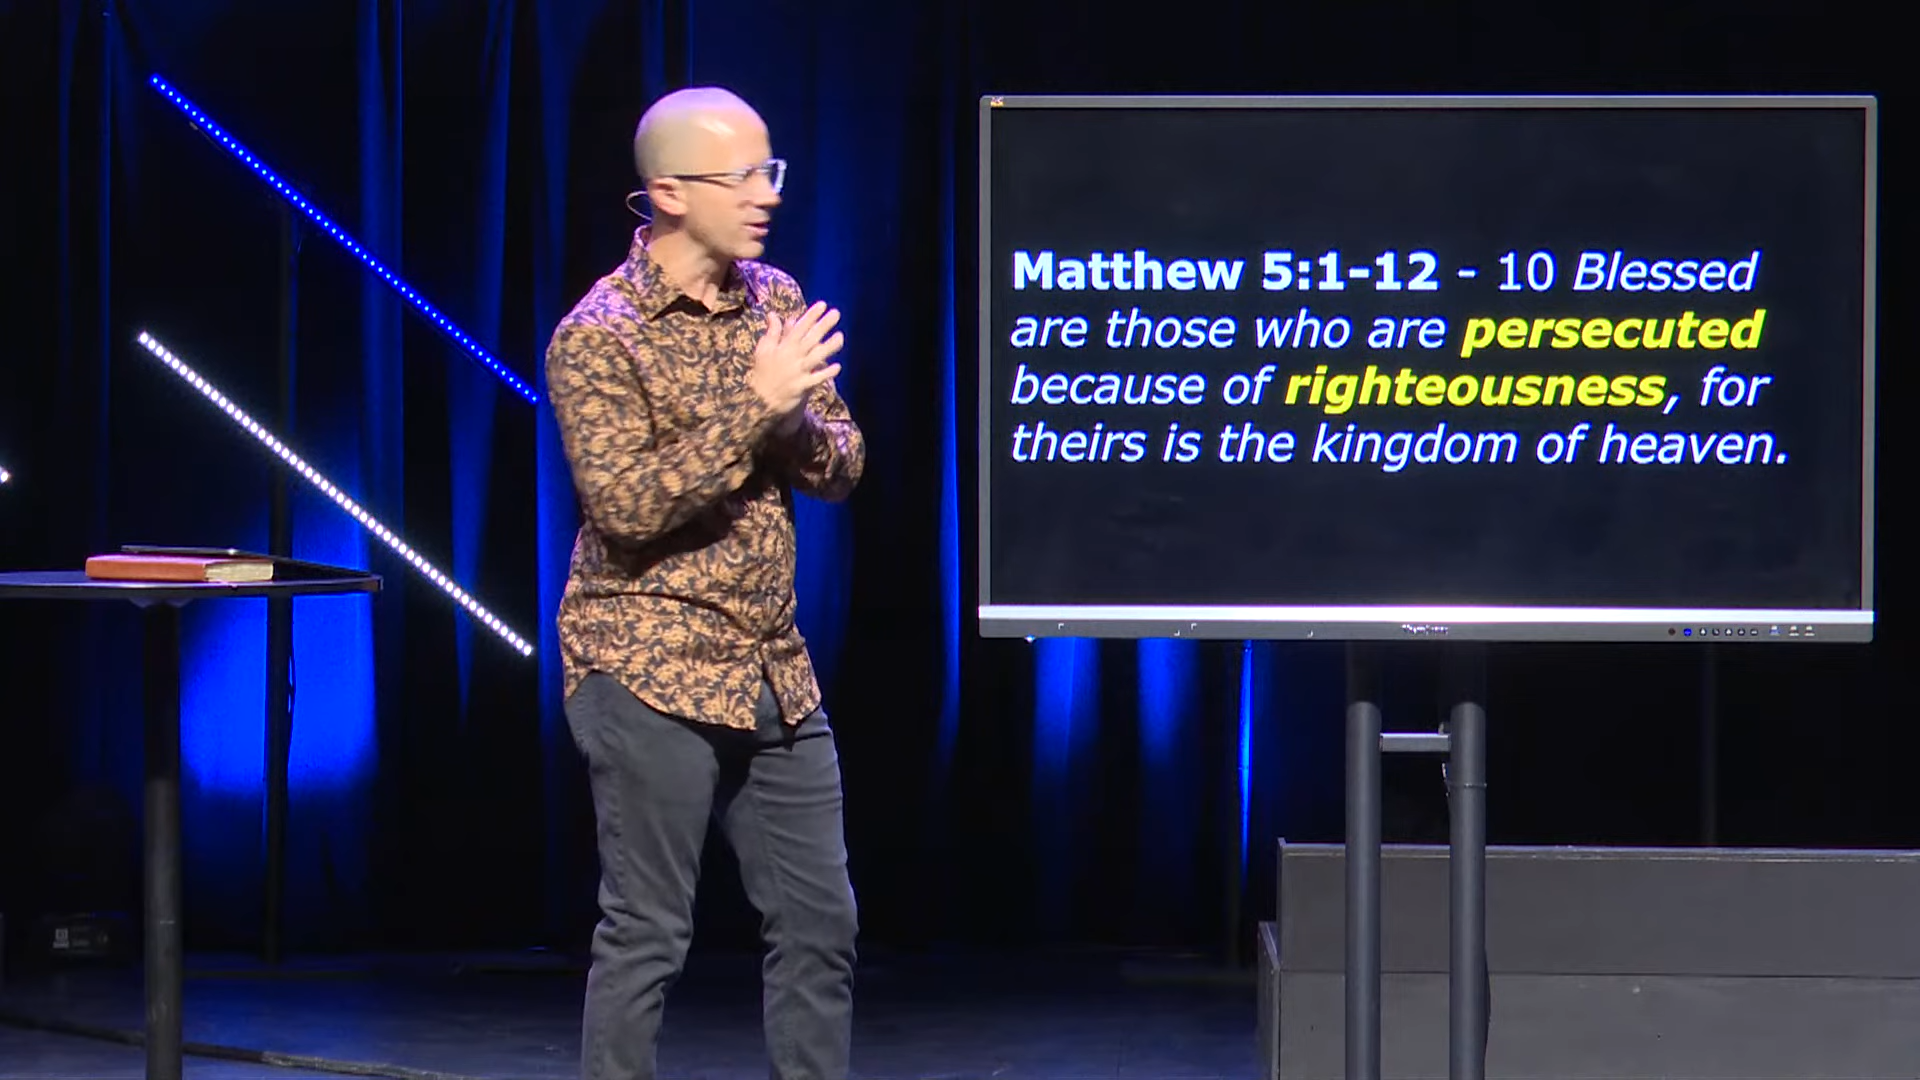 Matthew 5:1-12 - 10 Blessed
are those who are persecuted
because of righteousness, for
theirs is the kingdom of heaven.